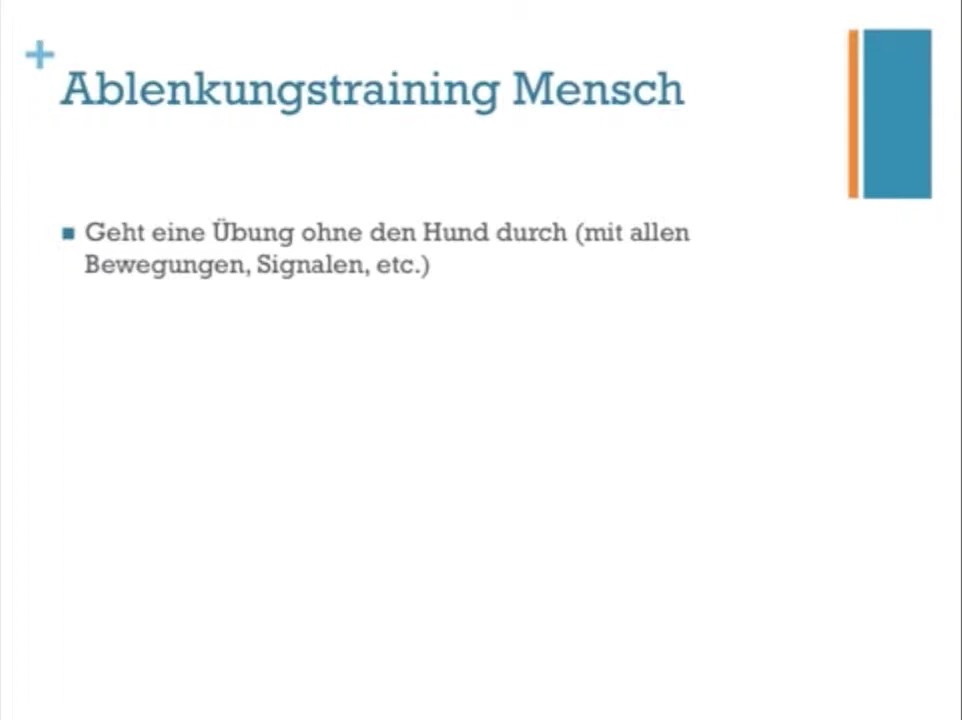 Ablenkungstraining Mensch
Geht eine Übung ohne den Hund durch (mit allen
Bewegungen, Signalen, etc.)